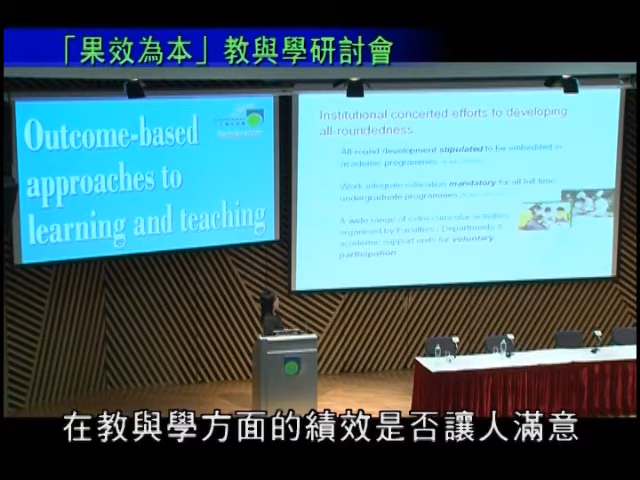 「果效為本」教與學研討會
Outcome-based
approaches to
learning and teaching
Institutional concerted efforts to developing
all-roundedness
All-round development stipulated to be embedded in
academic programmes
Work integrate education mandatory for all full-time
undergraduate programmes
A wide range of extra curricular activities
organised by Faculties / Departments &
academic support units for voluntary
participation
在教與學方面的績效是否讓人滿意